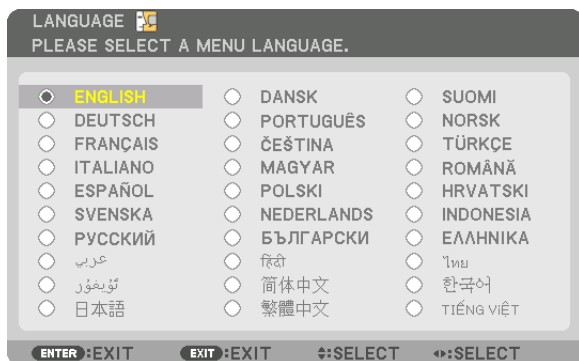 LANGUAGE
PLEASE SELECT A MENU LANGUAGE.
ENGLISH DANSK SUOMI
DEUTSCH PORTUGUÊS NORSK
FRANÇAIS ČEŠTINA TÜRKÇE
ITALIANO MAGYAR ROMÂNĂ
ESPAÑOL POLSKI HRVATSKI
SVENSKA NEDERLANDS INDONESIA
РУССКИЙ БЪЛГАРСКИ ΕΛΛΗΝΙΚΑ
عربي हिंदी ไทย
ئۇيغۇر 简体中文 한국어
日本語 繁體中文 TIẾNG VIỆT
ENTER :EXIT EXIT :EXIT :SELECT :SELECT